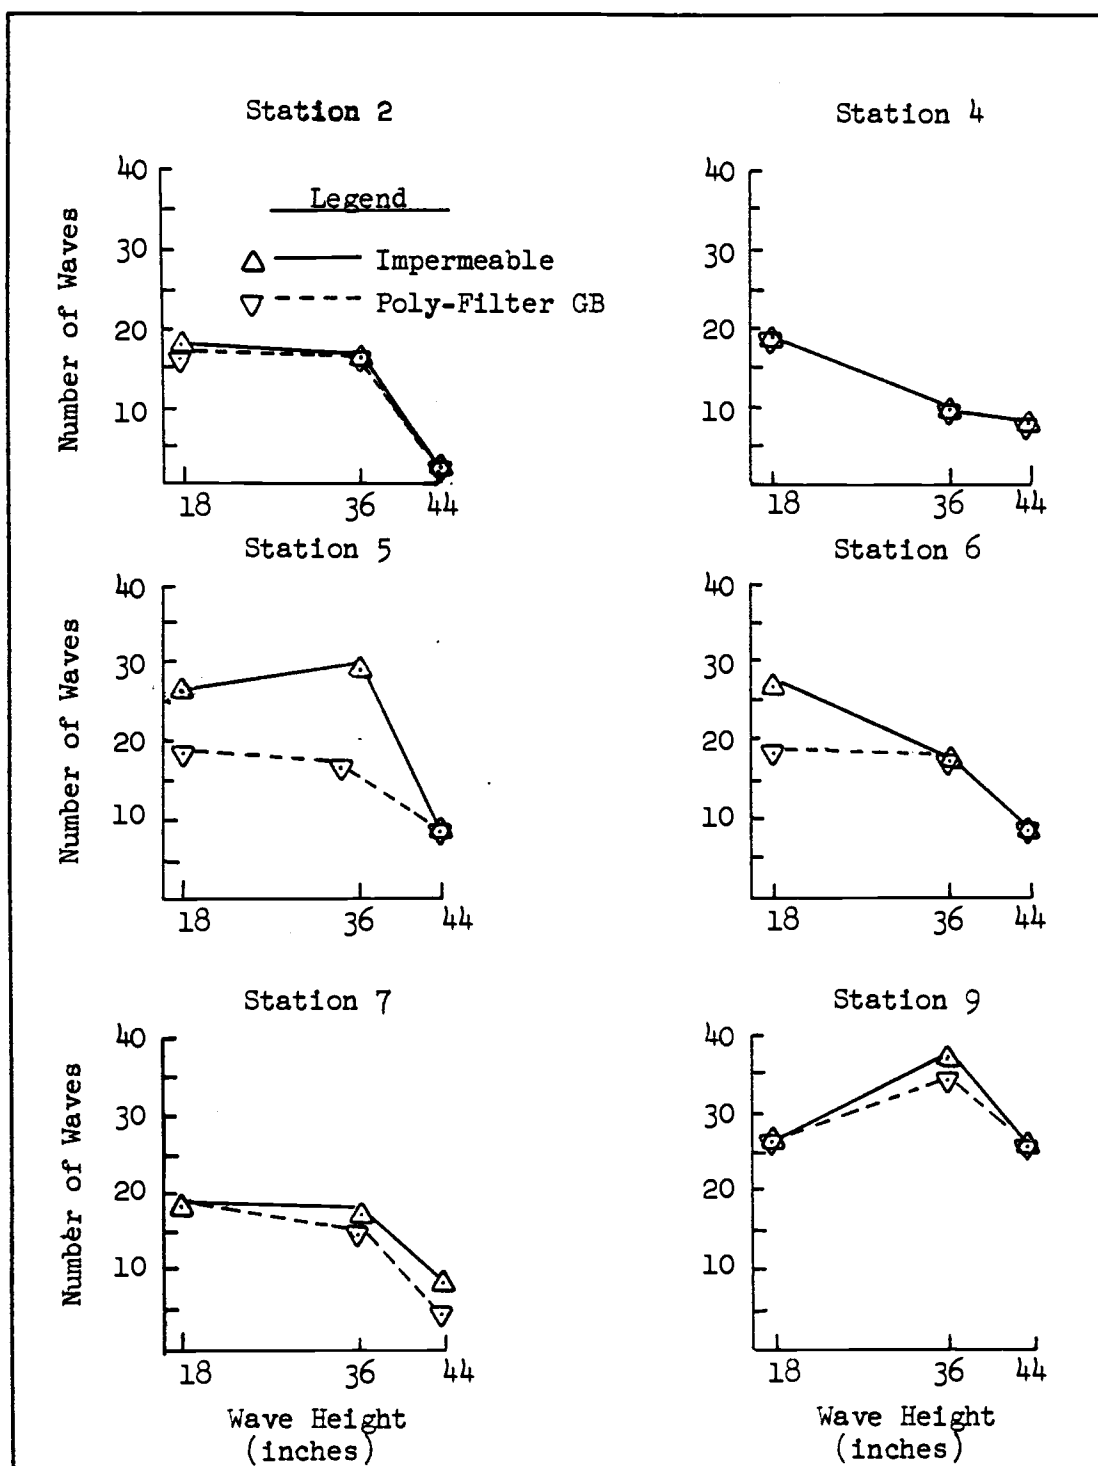 Station 2
Number of Waves
40
30
20
10
Legend
Impermeable
Poly-Filter GB
18 36 44
Station 4
40
30
20
10
18 36 44
Station 5
Number of Waves
40
30
20
10
18 36 44
Station 6
40
30
20
10
18 36 44
Station 7
Number of Waves
40
30
20
10
18 36 44
Wave Height
(inches)
Station 9
40
30
20
10
18 36 44
Wave Height
(inches)